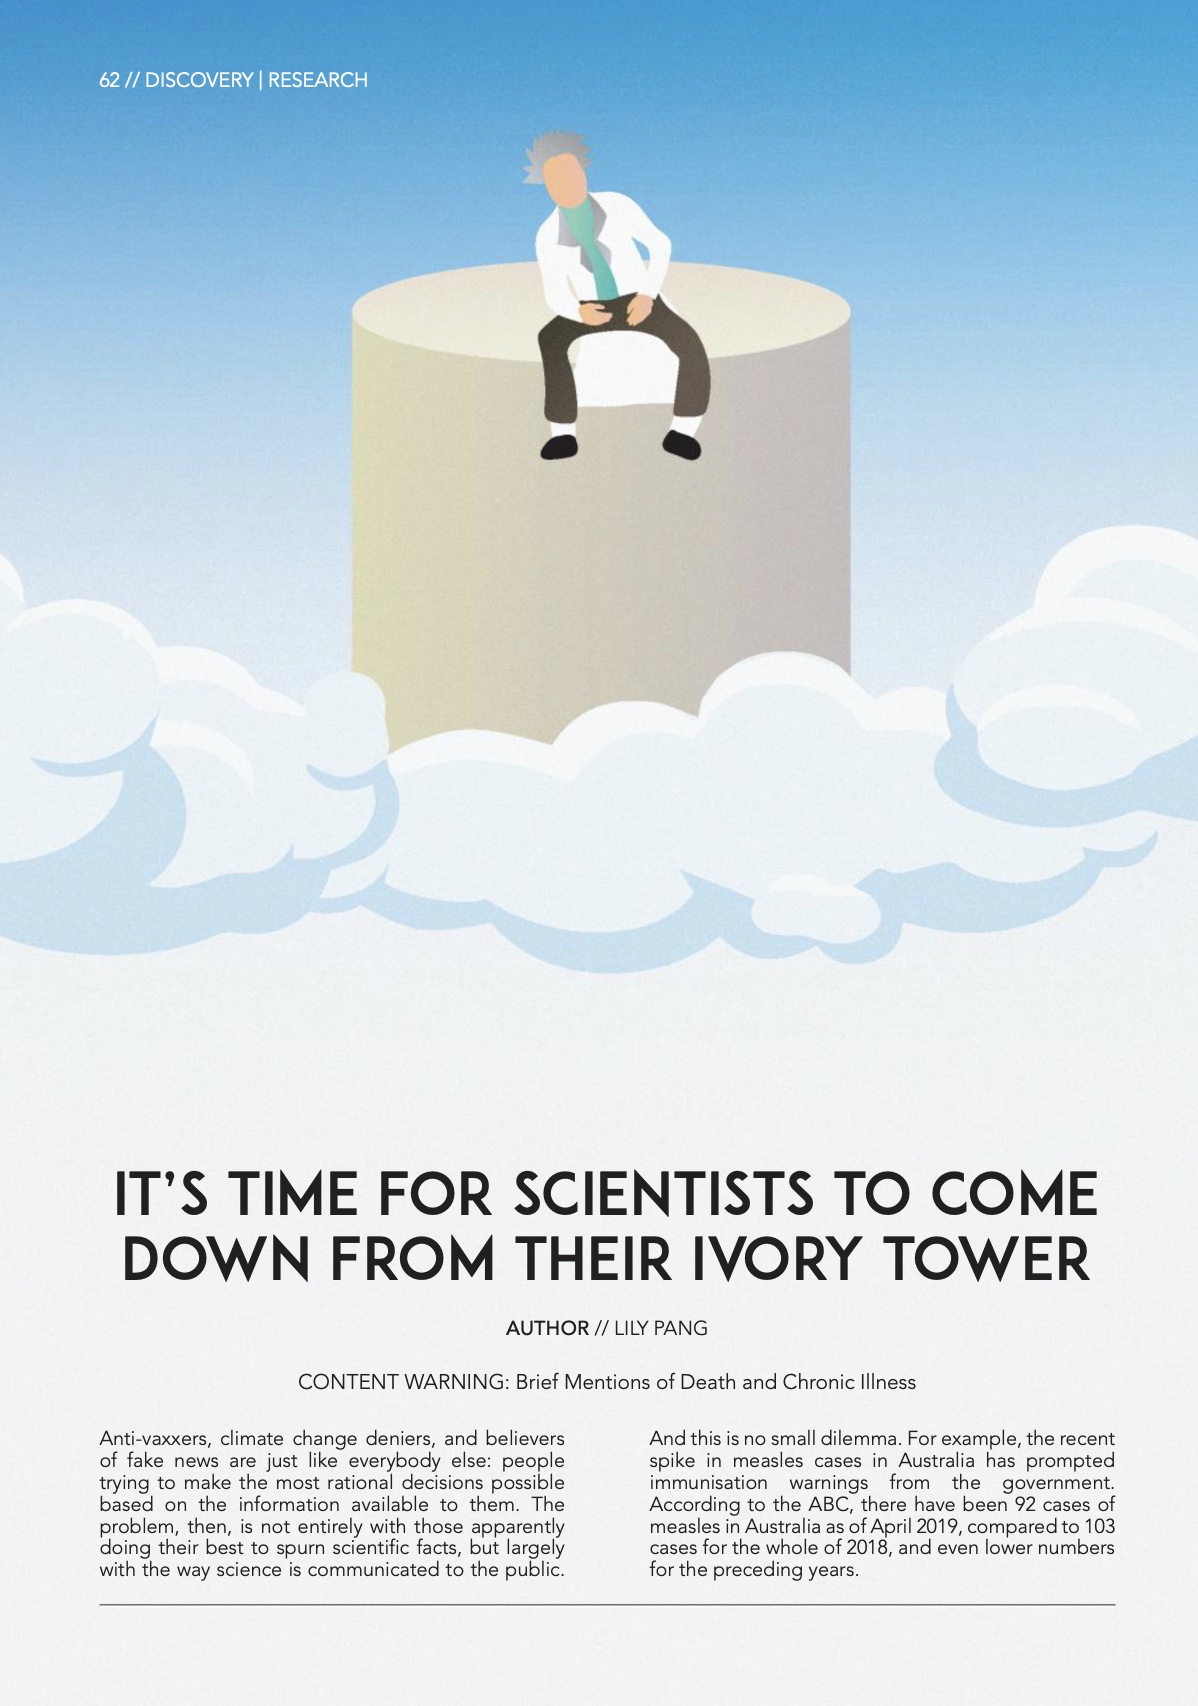 62 // DISCOVERY | RESEARCH
IT'S TIME FOR SCIENTISTS TO COME
DOWN FROM THEIR IVORY TOWER
AUTHOR // LILY PANG
CONTENT WARNING: Brief Mentions of Death and Chronic Illness
Anti-vaxxers, climate change deniers, and believers
of fake news are just like everybody else: people
trying to make the most rational decisions possible
based on the information available to them. The
problem, then, is not entirely with those apparently
doing their best to spurn scientific facts, but largely
with the way science is communicated to the public.
And this is no small dilemma. For example, the recent
spike in measles cases in Australia has prompted
immunisation warnings from the government.
According to the ABC, there have been 92 cases of
measles in Australia as of April 2019, compared to 103
cases for the whole of 2018, and even lower numbers
for the preceding years.